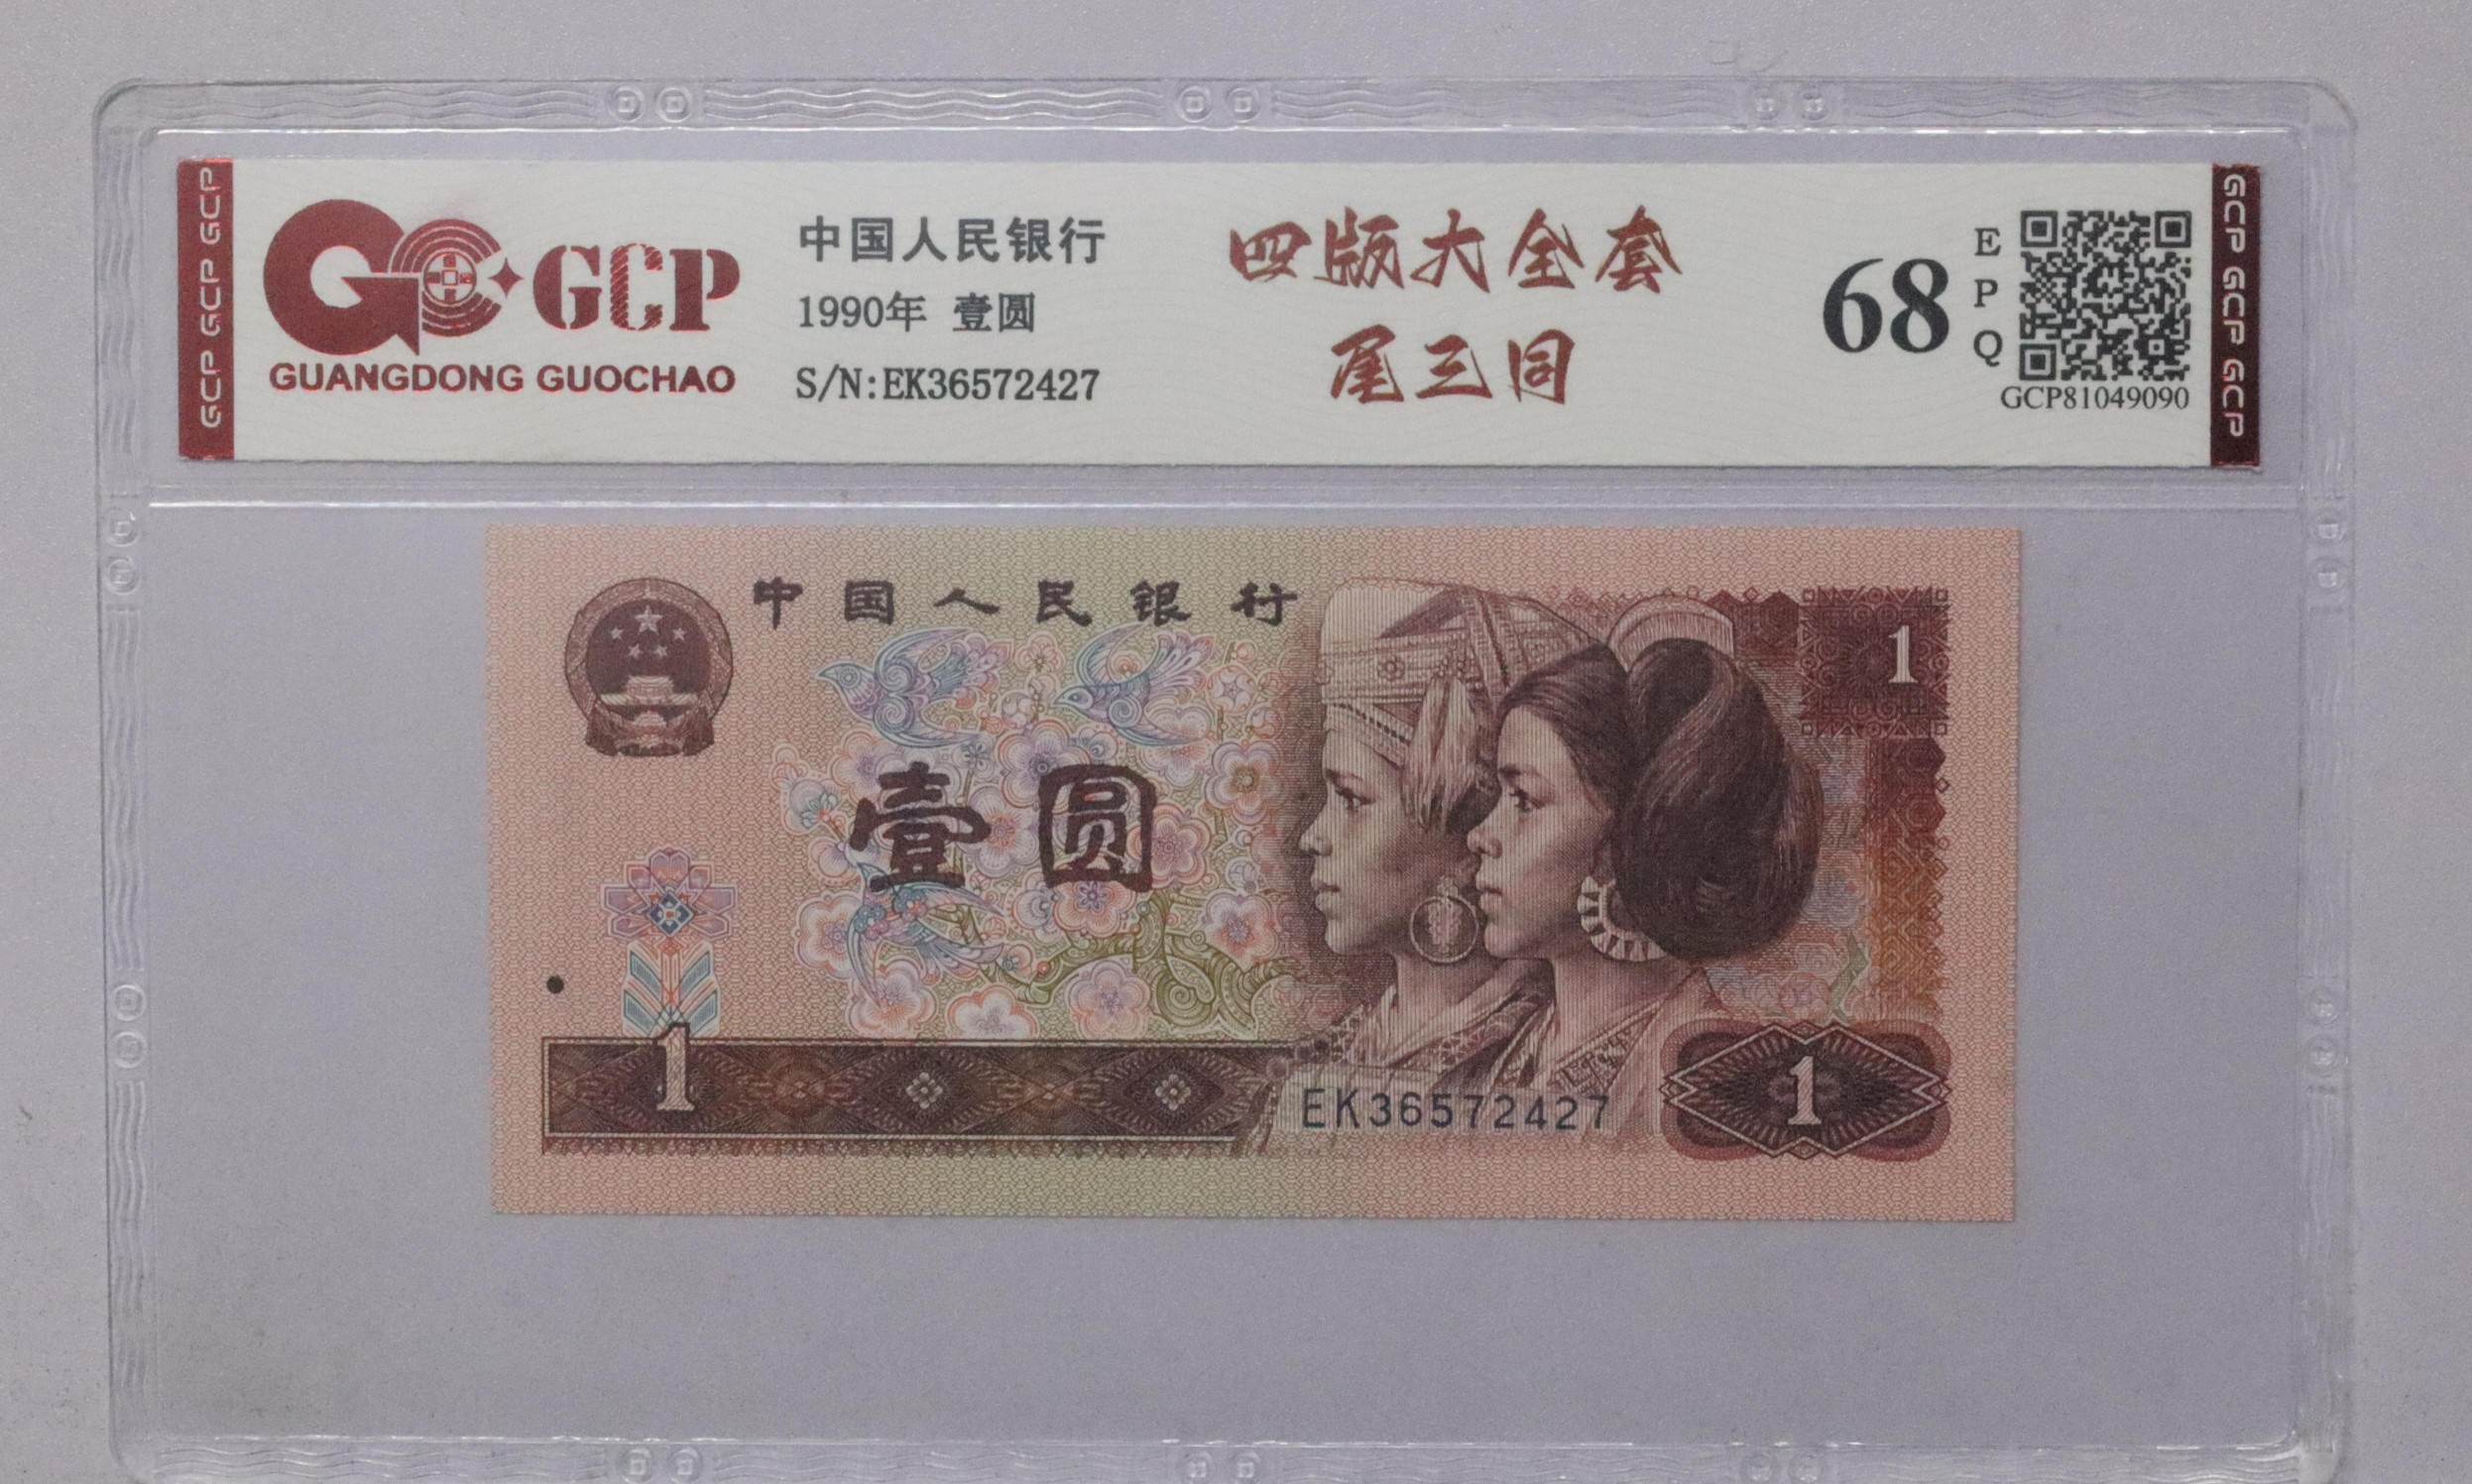 GCP GCP GCP
GCP
GUANGDONG GUOCHAO
中国人民银行
1990年 壹圆
S/N:EK36572427
四版大全套
尾三同
68
E
P
Q
GCP81049090
GCP GCP GCP
中国人民银行
1
壹圆
1
EK36572427
1